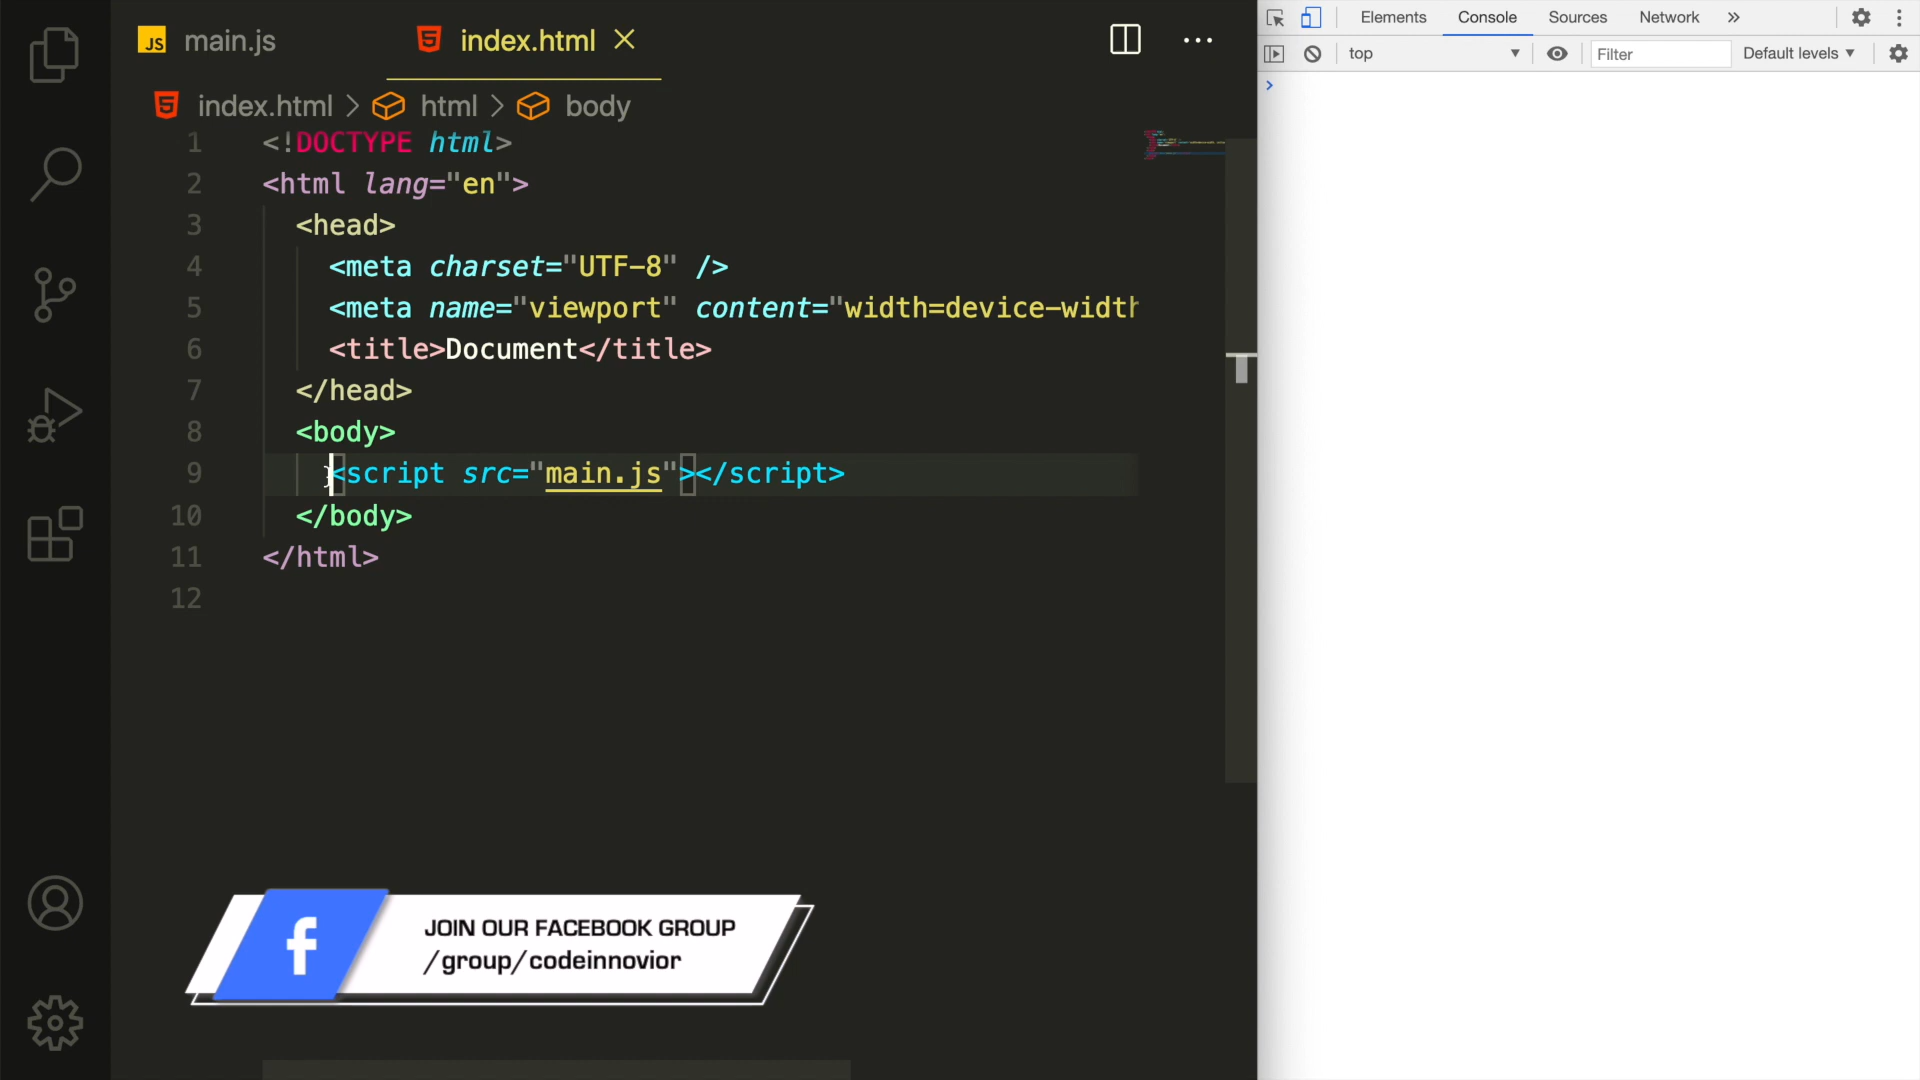 JS main.js
index.html
index.html > html > body
1 <!DOCTYPE html>
2 <html lang="en">
3 <head>
4 <meta charset="UTF-8" />
5 <meta name="viewport" content="width=device-width
6 <title>Document</title>
7 </head>
8 <body>
9 <script src="main.js"></script>
10 </body>
11 </html>
12
JOIN OUR FACEBOOK GROUP
/group/codeinnovior
Elements Console Sources Network »
top Filter Default levels